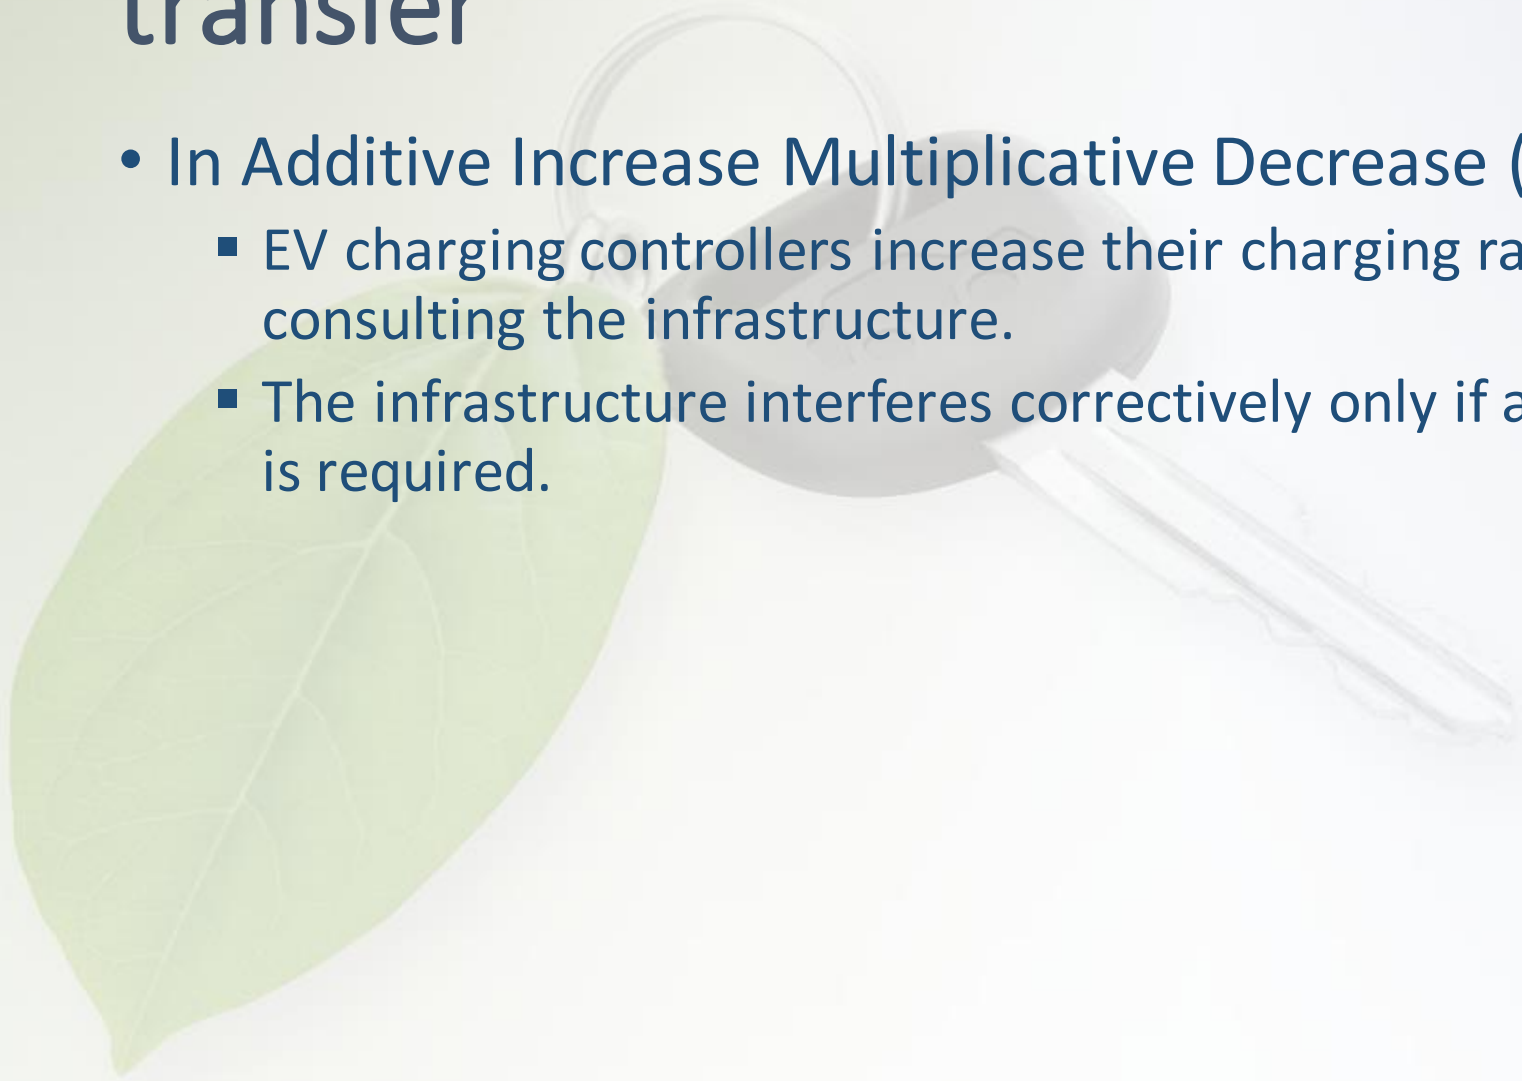 transfer
• In Additive Increase Multiplicative Decrease (
▪ EV charging controllers increase their charging
consulting the infrastructure.
▪ The infrastructure interferes correctively only if
is required.